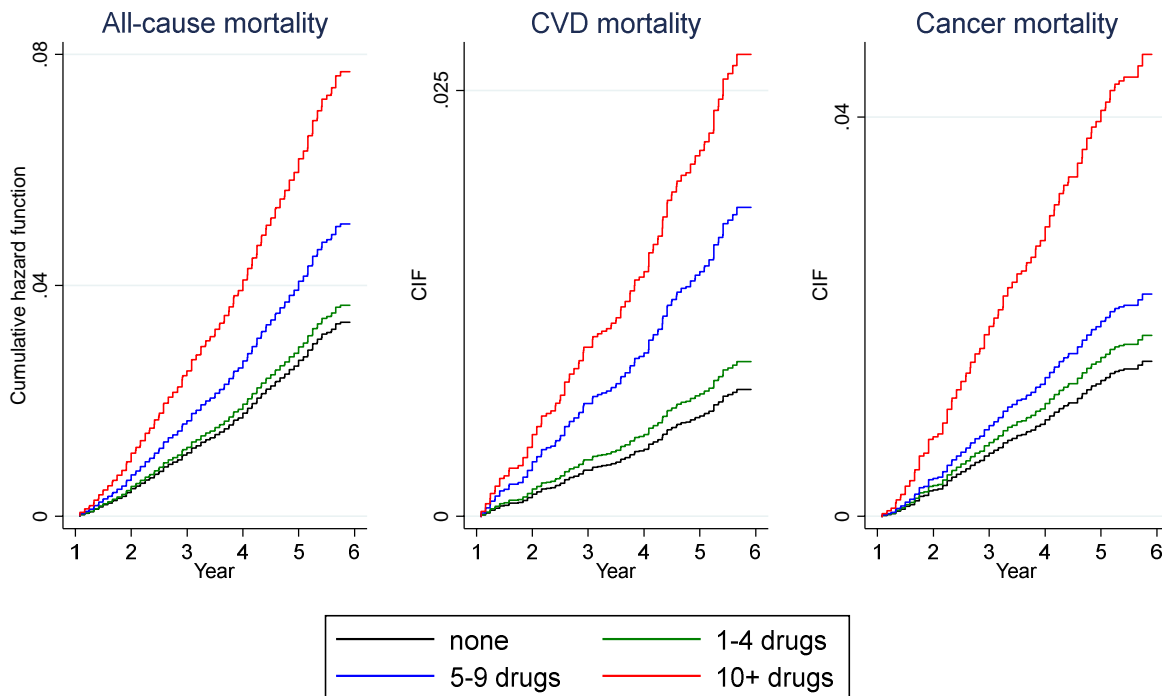 All-cause mortality
CVD mortality
Cancer mortality
.08
.04
0
Cumulative hazard function
1 2 3 4 5 6
Year
.025
0
CIF
1 2 3 4 5 6
Year
.04
0
CIF
1 2 3 4 5 6
Year
none
1-4 drugs
5-9 drugs
10+ drugs